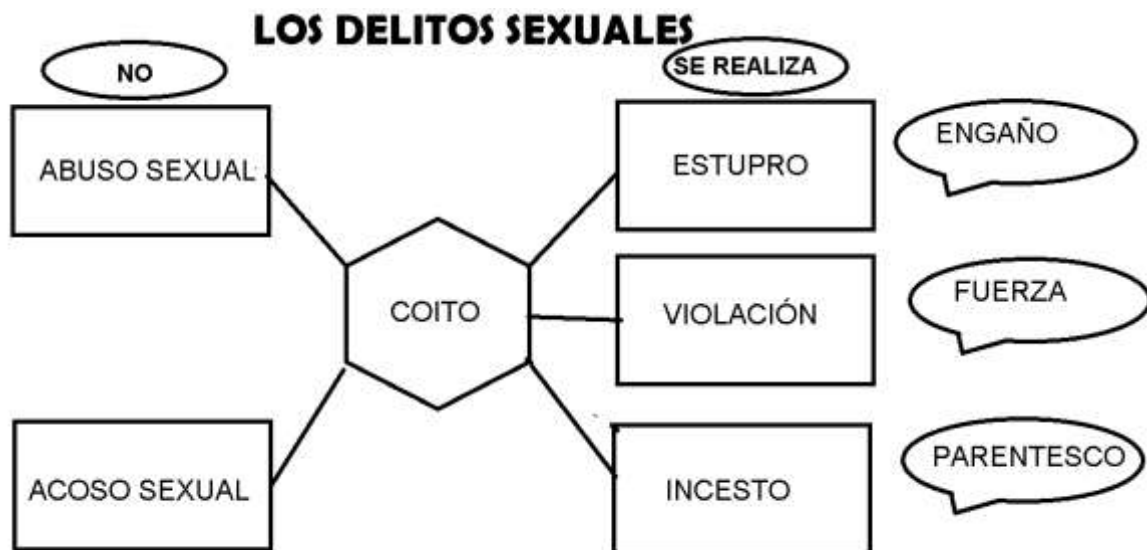 LOS DELITOS SEXUALES
NO
SE REALIZA
ABUSO SEXUAL
ESTUPRO
ENGAÑO
COITO
VIOLACIÓN
FUERZA
ACOSO SEXUAL
INCESTO
PARENTESCO